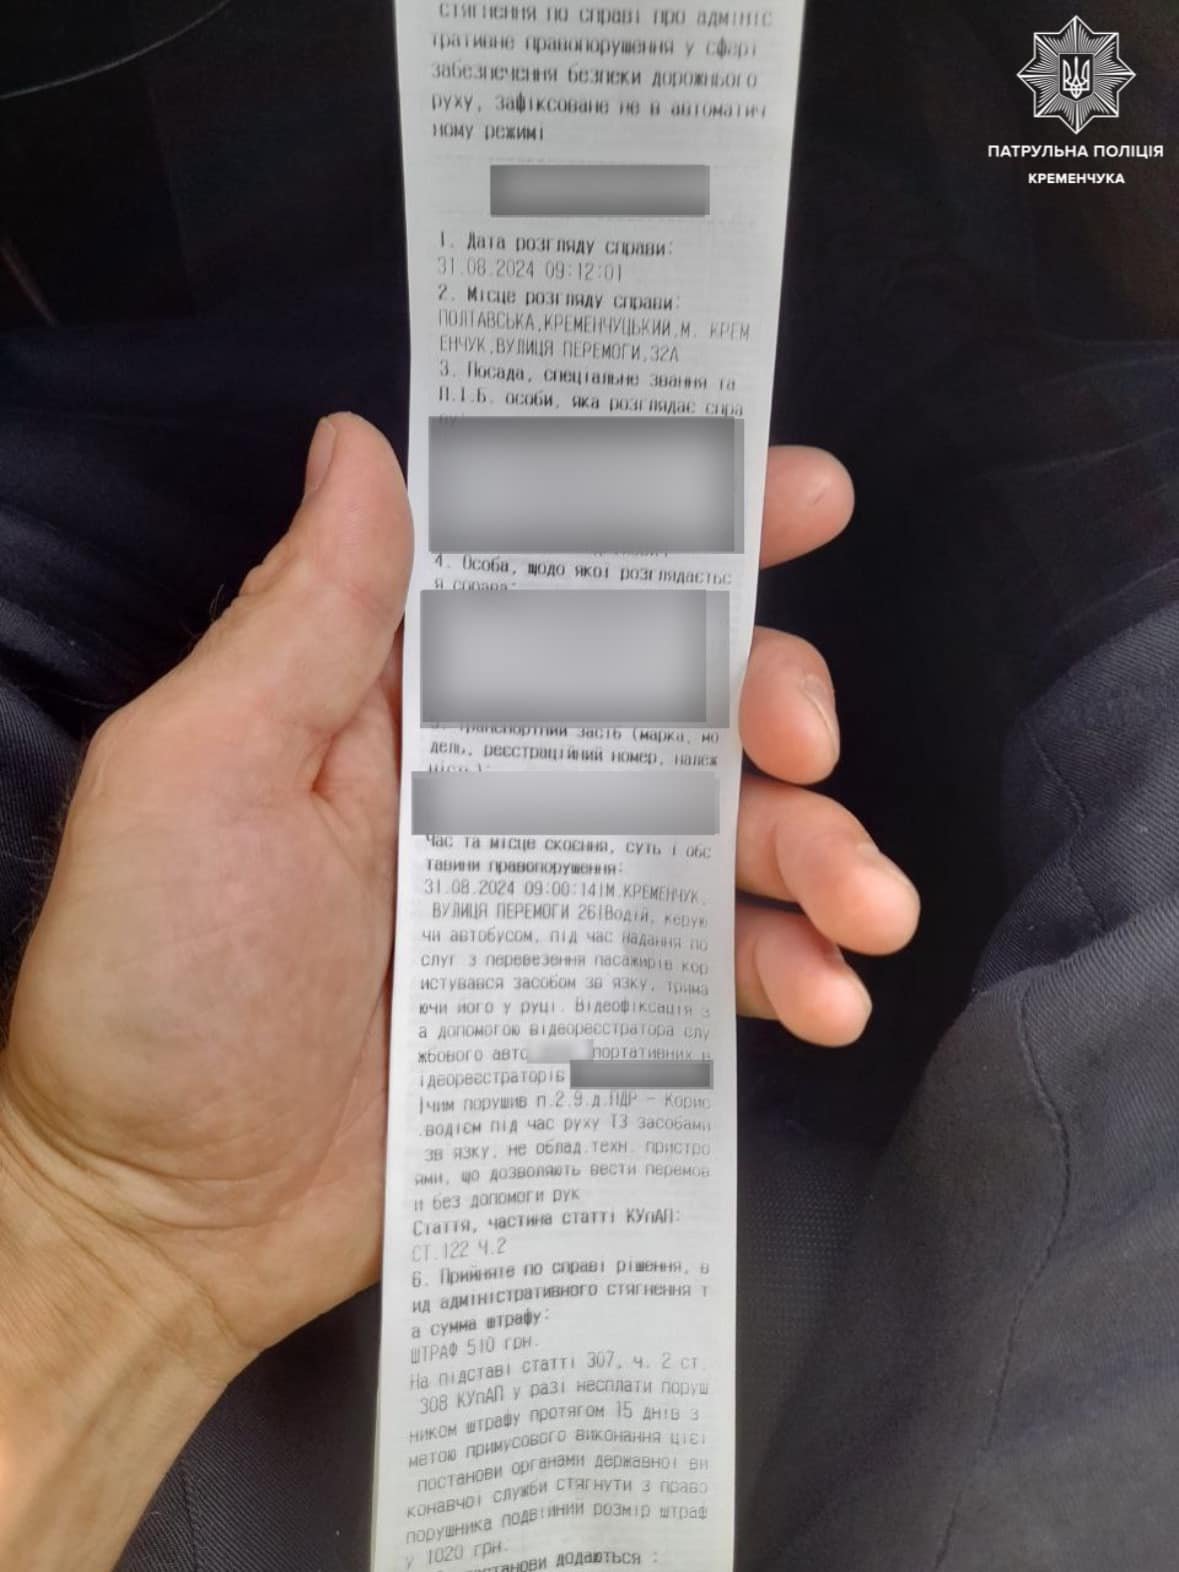 стягнення по справі про адмініс
тративне правопорушення у сфері
забезпечення безпеки дорожнього
руху, зафіксоване не в автоматич
ному режимі
ПАТРУЛЬНА ПОЛІЦІЯ
КРЕМЕНЧУКА
1. Дата розгляду справи:
31.08.2024 09:12:01
2. Місце розгляду справи:
ПОЛТАВСЬКА,КРЕМЕНЧУЦЬКИЙ,М. КРЕМ
ЕНЧУК,ВУЛИЦЯ ПЕРЕМОГИ,32А
3. Посада, спеціальне звання та
П.І.Б. особи, яка розглядає спра
4. Особа, щодо якої розглядаєтьс
я справа:
5. Транспортний засіб (марка, мо
дель, реєстраційний номер, належ
ність):
Час та місце скоєння, суть і обс
тавини правопорушення:
31.08.2024 09:00:14|М.КРЕМЕНЧУК,
ВУЛИЦЯ ПЕРЕМОГИ 26|Водій, керую
чи автобусом, під час надання по
слуг з перевезення пасажирів кор
истувався засобом зв язку, трима
ючи його у руці. Відеофіксація з
а допомогою відеореєстратора слу
жбового авто портативних в
ідеореєстраторів
|чим порушив п.2.9.д.ПДР - Корис
.водієм під час руху ТЗ засобами
зв язку, не облад.техн. пристро
ями, що дозволяють вести перемов
и без допомоги рук
Стаття, частина статті КУпАП:
СТ.122 Ч.2
6. Прийняте по справі рішення, в
ид адміністративного стягнення т
а сумма штрафу:
ШТРАФ 510 грн.
На підставі статті 307, ч. 2 ст.
308 КУпАП у разі несплати поруш
ником штрафу протягом 15 днів з
метою примусового виконання цієї
постанови органами державної ви
конавчої служби стягнути з право
порушника подвійний розмір штраф
у 1020 грн.
постанови додаються :